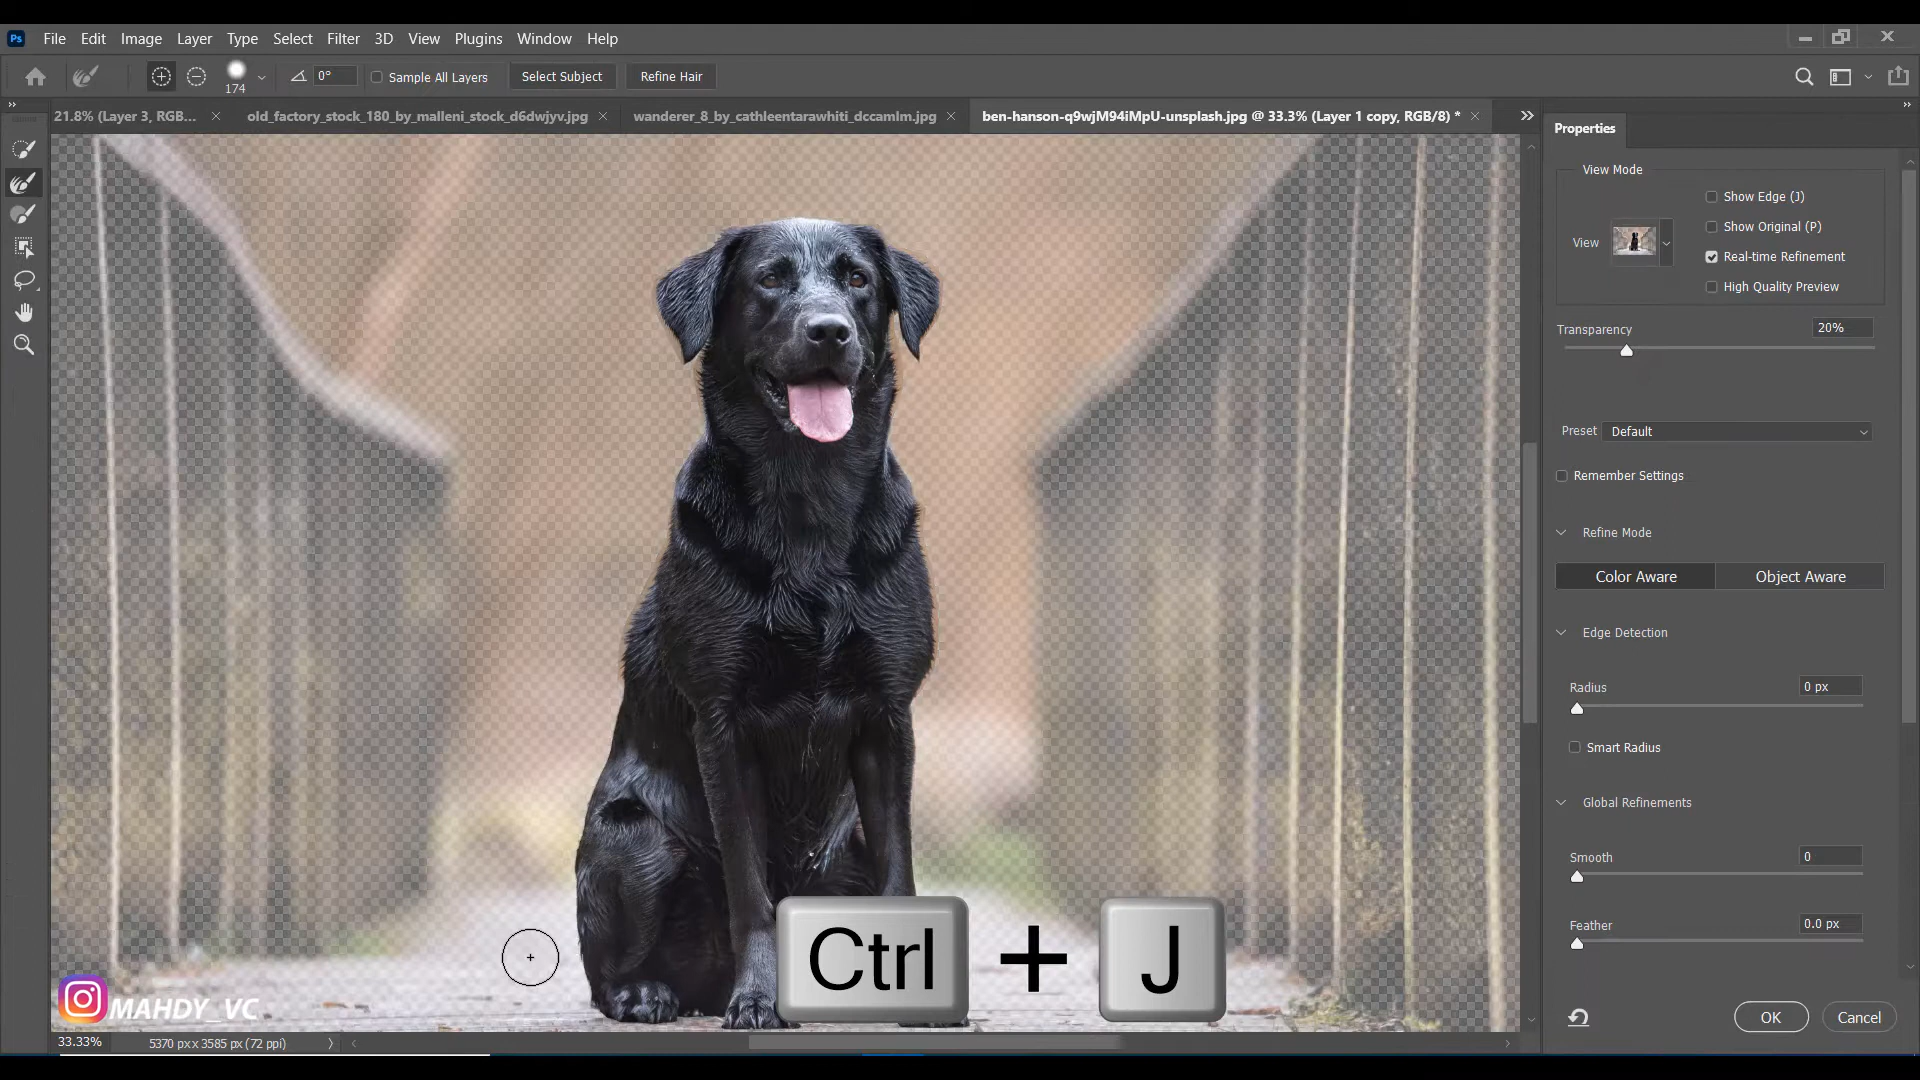 Ps File Edit Image Layer Type Select Filter 3D View Plugins Window Help
174 0° Sample All Layers Select Subject Refine Hair
21.8% (Layer 3, RGB... × old_factory_stock_180_by_malleni_stock_d6dwjyv.jpg × wanderer_8_by_cathleentarawhiti_dccamlm.jpg × ben-hanson-q9wjM94iMpU-unsplash.jpg @ 33.3% (Layer 1 copy, RGB/8) * ×
Properties
View Mode
Show Edge (J)
Show Original (P)
View
Real-time Refinement
High Quality Preview
Transparency 20%
Preset Default
Remember Settings
Refine Mode
Color Aware Object Aware
Edge Detection
Radius 0 px
Smart Radius
Global Refinements
Smooth 0
Feather 0.0 px
Ctrl + J
MAHDY_VC
OK Cancel
33.33% 5370 px x 3585 px (72 ppi)